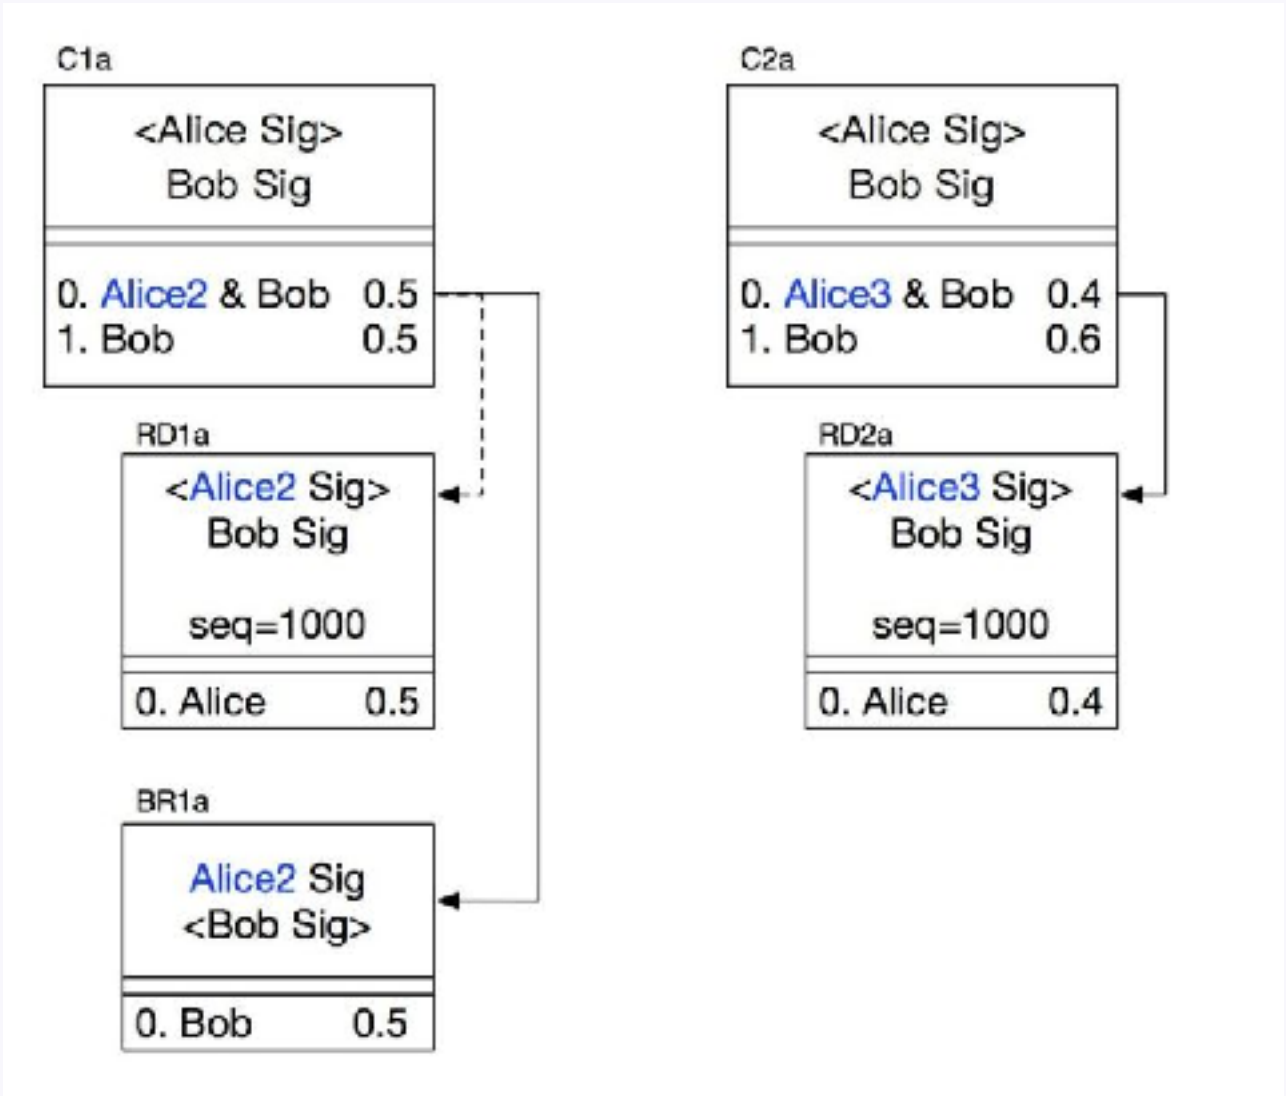 C1a
<Alice Sig>
Bob Sig
0. Alice2 & Bob 0.5
1. Bob 0.5
RD1a
<Alice2 Sig>
Bob Sig
seq=1000
0. Alice 0.5
BR1a
Alice2 Sig
<Bob Sig>
0. Bob 0.5
C2a
<Alice Sig>
Bob Sig
0. Alice3 & Bob 0.4
1. Bob 0.6
RD2a
<Alice3 Sig>
Bob Sig
seq=1000
0. Alice 0.4